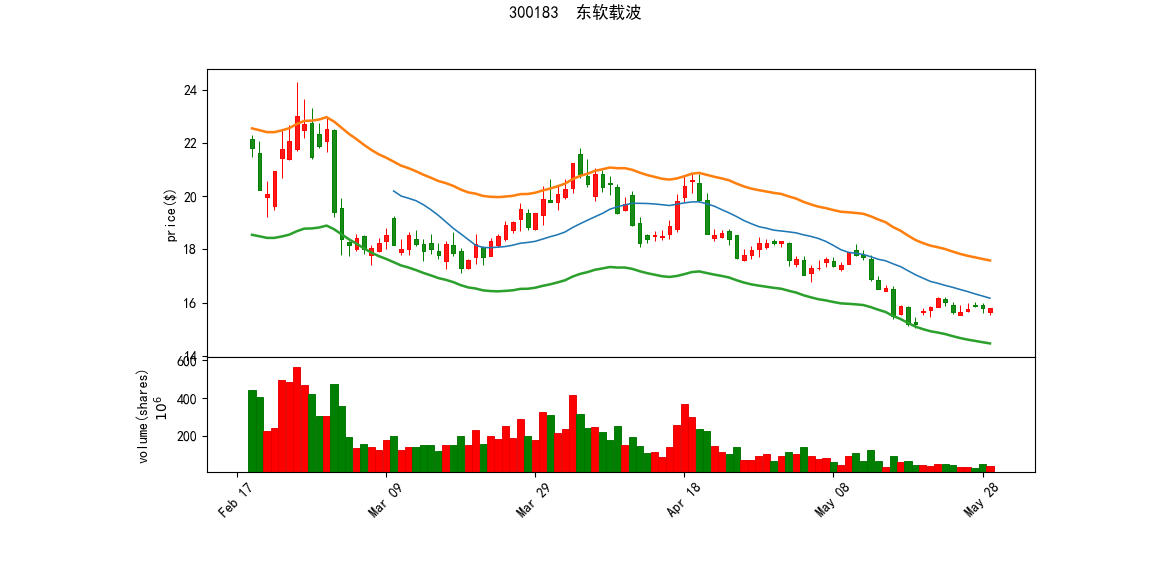 300183 东软载波
price($)
24
22
20
18
16
14
volume(shares)
10^6
600
400
200
Feb 17
Mar 09
Mar 29
Apr 18
May 08
May 28